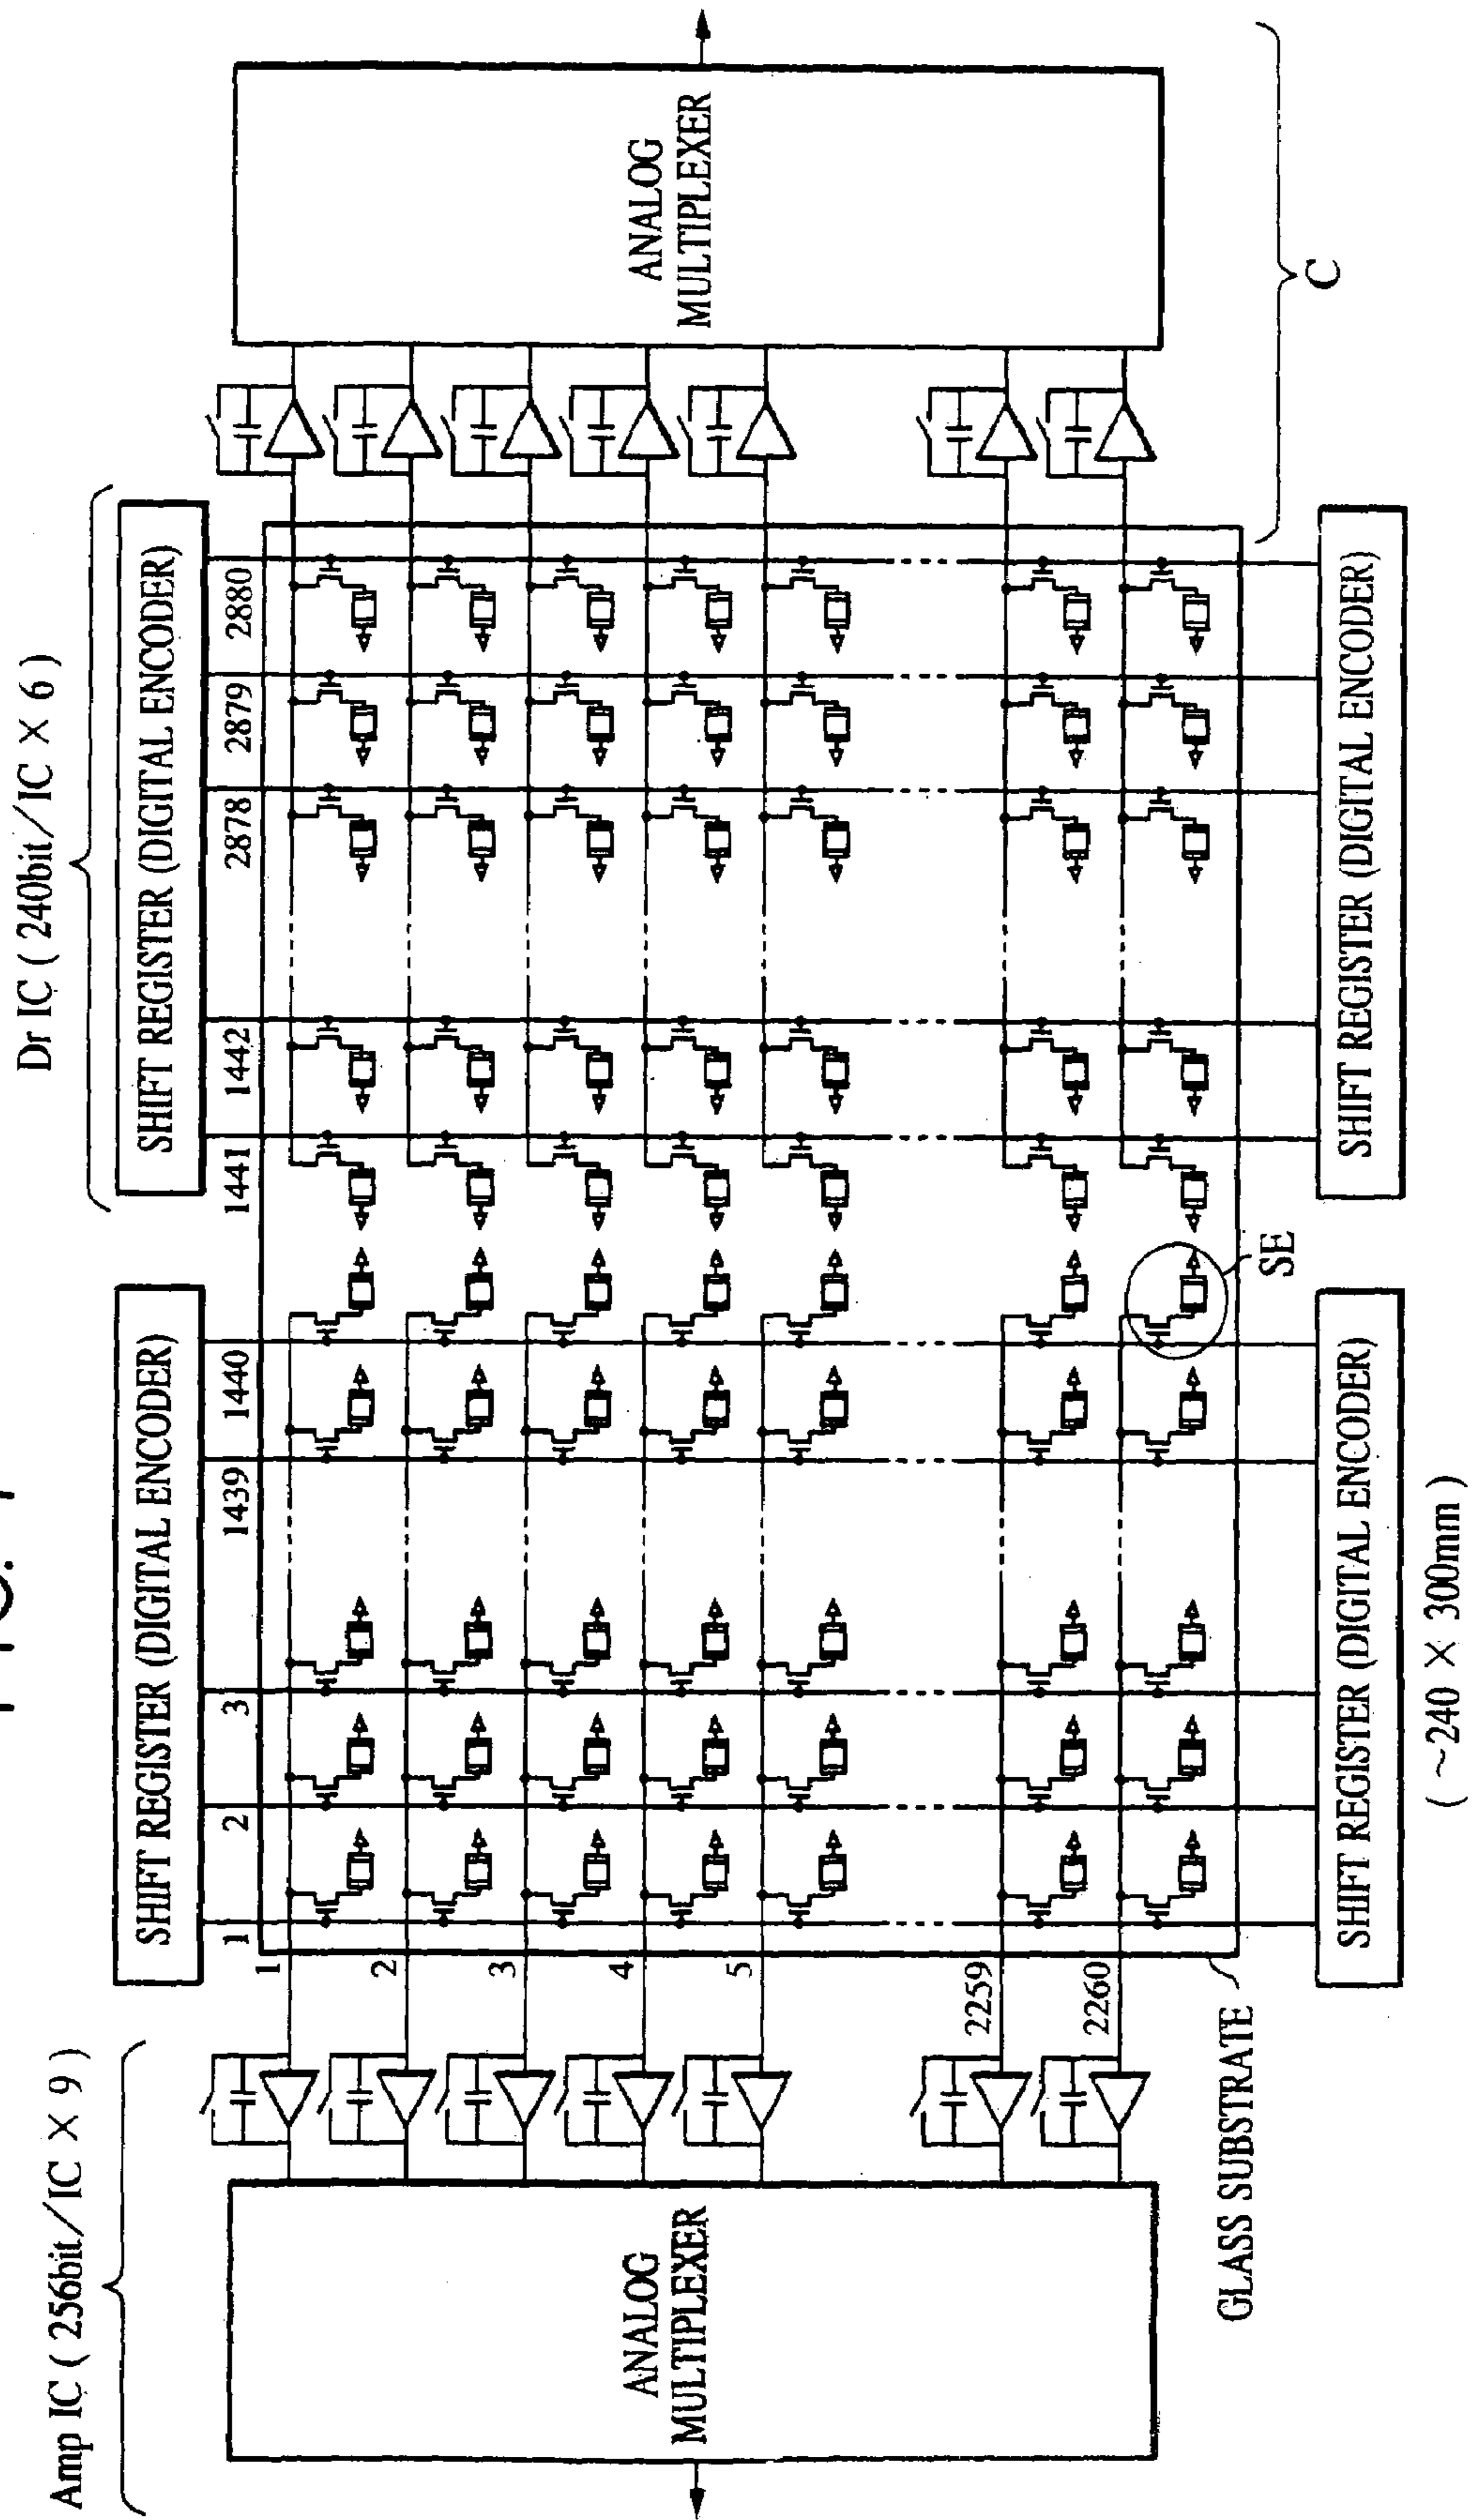 Dr IC ( 240bit/IC × 6 )
Amp IC ( 256bit/IC × 9 )
SHIFT REGISTER (DIGITAL ENCODER)
SHIFT REGISTER (DIGITAL ENCODER)
1
2
3
1439
1440
1441
1442
2878
2879
2880
1
2
3
4
5
2259
2260
ANALOG
MULTIPLEXER
ANALOG
MULTIPLEXER
GLASS SUBSTRATE
SE
C
SHIFT REGISTER (DIGITAL ENCODER)
SHIFT REGISTER (DIGITAL ENCODER)
( ~240 × 300mm )